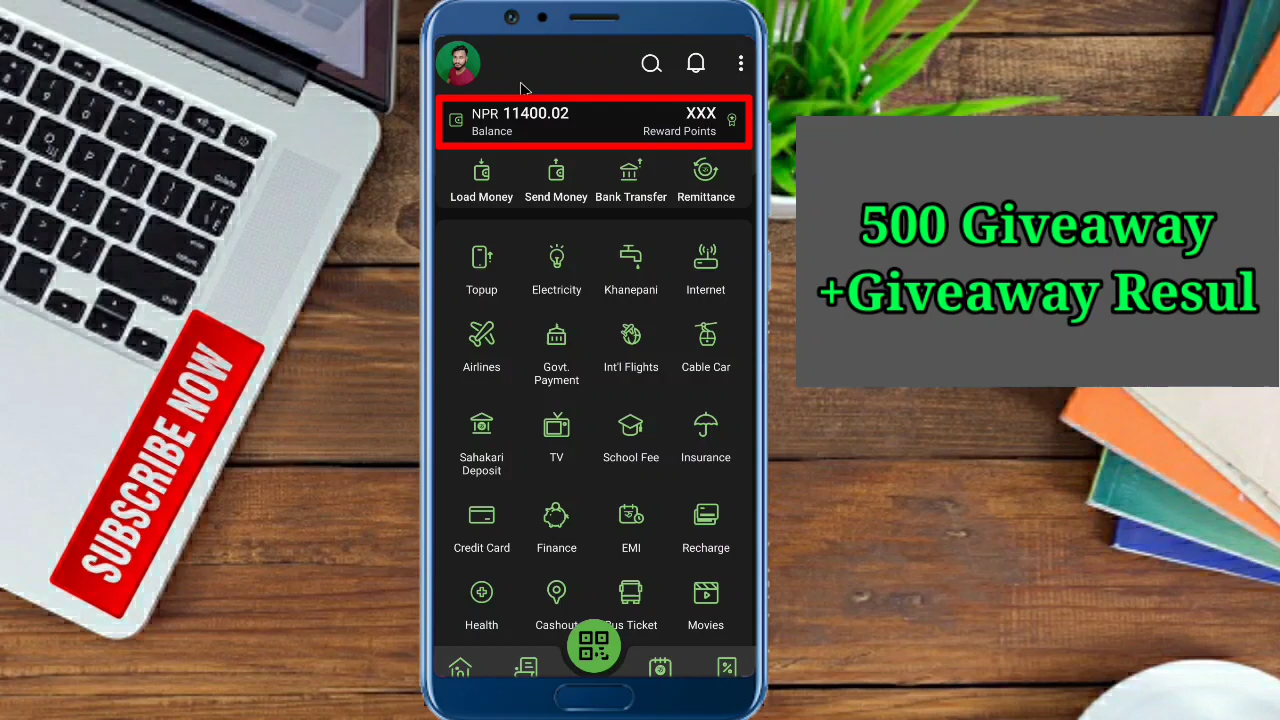 NPR 11400.02
Balance
XXX
Reward Points
Load Money
Send Money
Bank Transfer
Remittance
Topup
Electricity
Khanepani
Internet
Airlines
Govt.
Payment
Int'l Flights
Cable Car
Sahakari
Deposit
TV
School Fee
Insurance
Credit Card
Finance
EMI
Recharge
Health
Cashout
us Ticket
Movies
500 Giveaway
+Giveaway Resul
SUBSCRIBE NOW